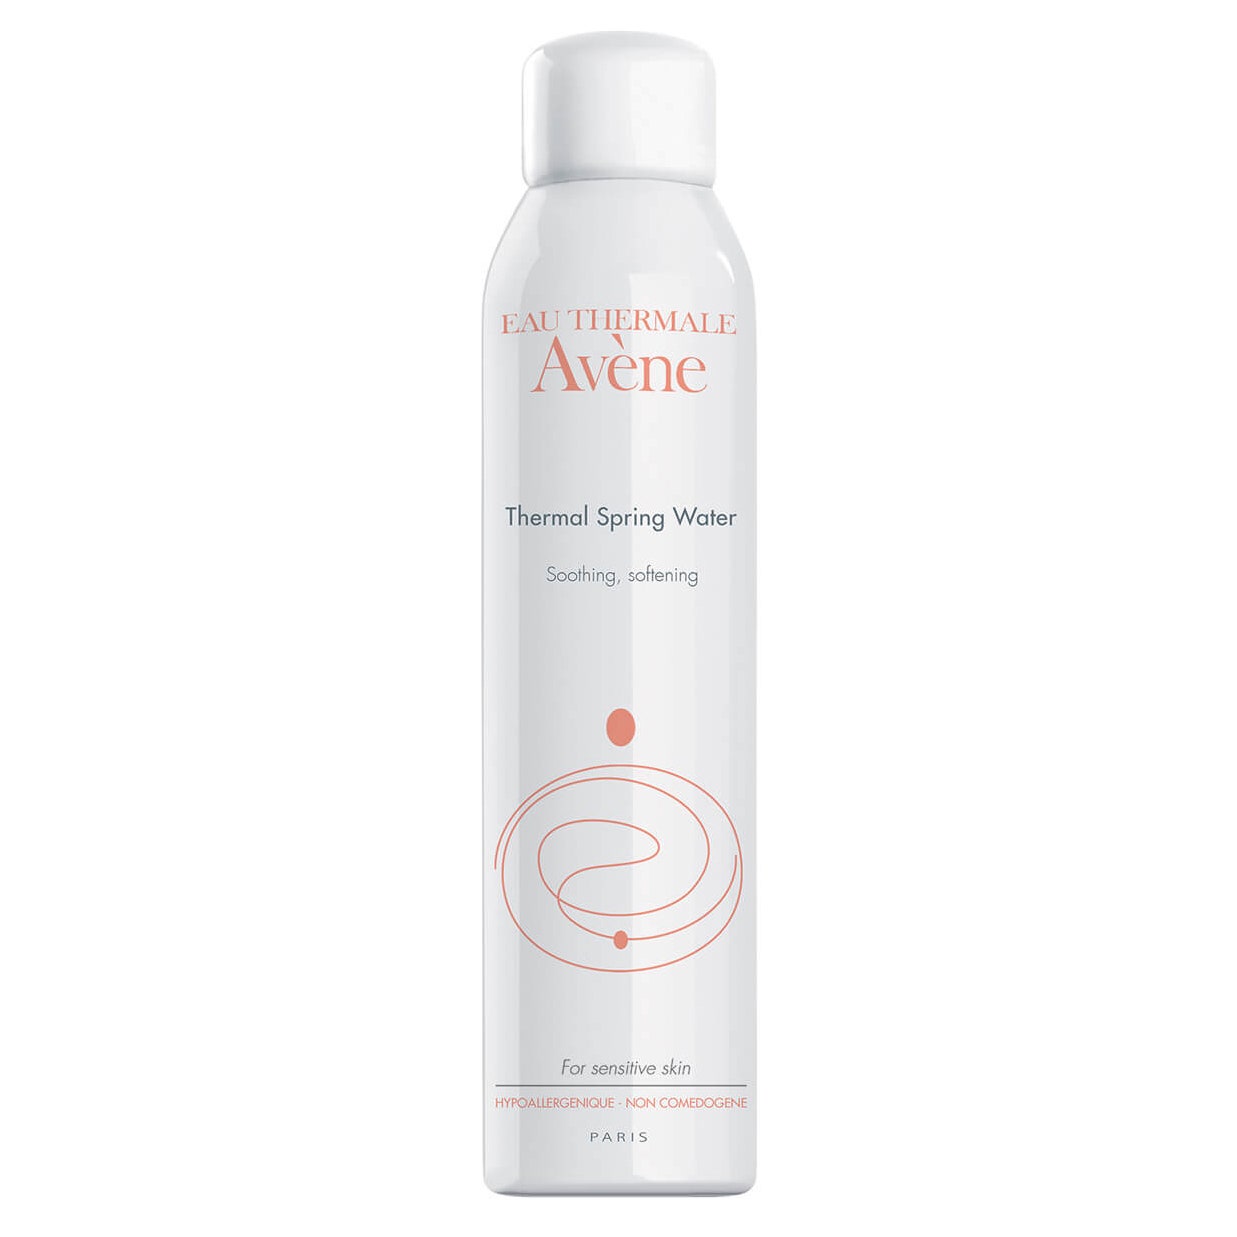 EAU THERMALE
Avène
Thermal Spring Water
Soothing, softening
For sensitive skin
HYPOALLERGENIQUE - NON COMEDOGENE
PARIS